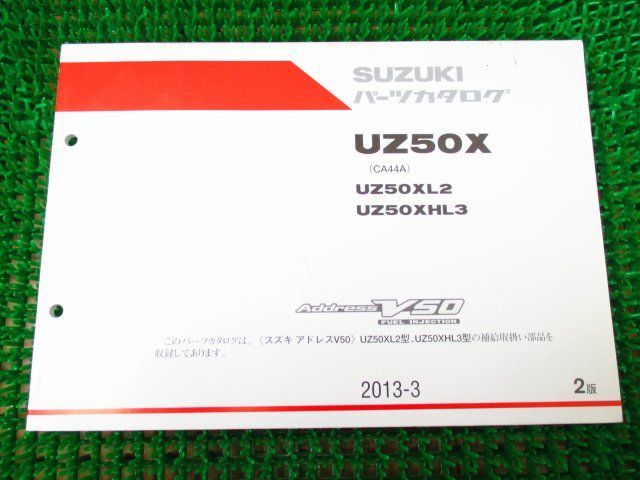 SUZUKI
パーツカタログ
UZ50X
(CA44A)
UZ50XL2
UZ50XHL3
Address V50
FUEL INJECTION
このパーツカタログは、《スズキ アドレスV50》UZ50XL2型、UZ50XHL3型の補給取扱い部品を
収録してあります。
2013-3
2版